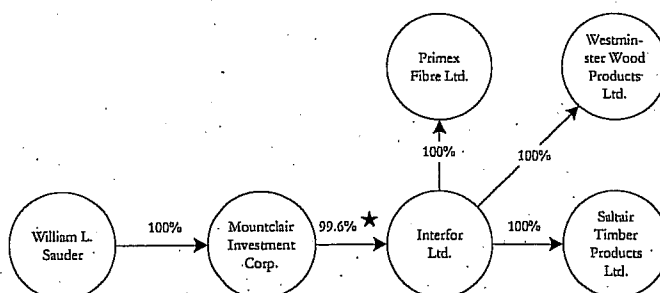 Primex
Fibre Ltd.
Westmin-
ster Wood
Products
Ltd.
100%
100%
William L.
Sauder
100%
Mountclair
Investment
Corp.
99.6% ★
Interfor
Ltd.
100%
Saltair
Timber
Products
Ltd.